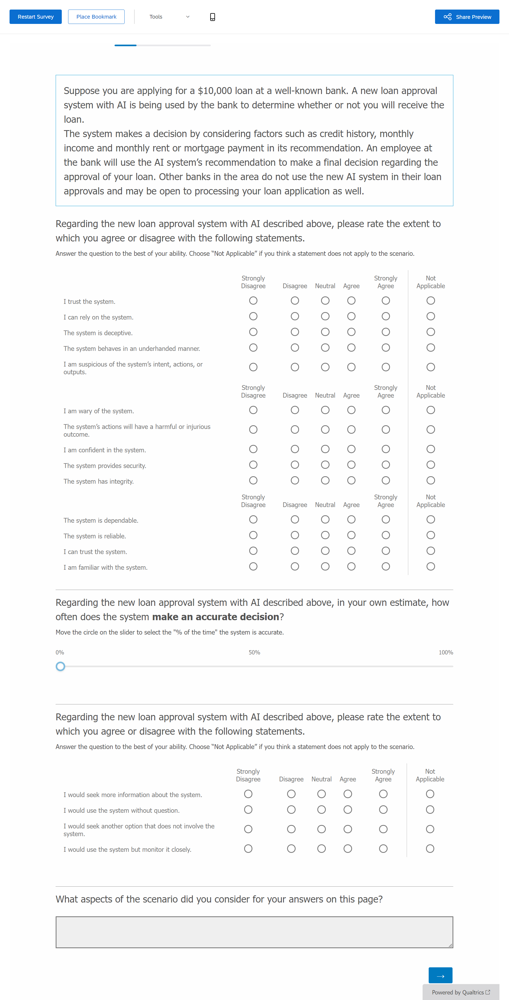 Restart Survey
Place Bookmark
Tools
Share Preview
Suppose you are applying for a $10,000 loan at a well-known bank. A new loan approval
system with AI is being used by the bank to determine whether or not you will receive the
loan.
The system makes a decision by considering factors such as credit history, monthly
income and monthly rent or mortgage payment in its recommendation. An employee at
the bank will use the AI system’s recommendation to make a final decision regarding the
approval of your loan. Other banks in the area do not use the new AI system in their loan
approvals and may be open to processing your loan application as well.
Regarding the new loan approval system with AI described above, please rate the extent to
which you agree or disagree with the following statements.
Answer the question to the best of your ability. Choose “Not Applicable” if you think a statement does not apply to the scenario.
Strongly Disagree Disagree Neutral Agree Strongly Agree Not Applicable
I trust the system.
I can rely on the system.
The system is deceptive.
The system behaves in an underhanded manner.
I am suspicious of the system’s intent, actions, or
outputs.
Strongly Disagree Disagree Neutral Agree Strongly Agree Not Applicable
I am wary of the system.
The system’s actions will have a harmful or injurious
outcome.
I am confident in the system.
The system provides security.
The system has integrity.
Strongly Disagree Disagree Neutral Agree Strongly Agree Not Applicable
The system is dependable.
The system is reliable.
I can trust the system.
I am familiar with the system.
Regarding the new loan approval system with AI described above, in your own estimate, how
often does the system make an accurate decision?
Move the circle on the slider to select the "% of the time" the system is accurate.
0% 50% 100%
Regarding the new loan approval system with AI described above, please rate the extent to
which you agree or disagree with the following statements.
Answer the question to the best of your ability. Choose “Not Applicable” if you think a statement does not apply to the scenario.
Strongly Disagree Disagree Neutral Agree Strongly Agree Not Applicable
I would seek more information about the system.
I would use the system without question.
I would seek another option that does not involve the
system.
I would use the system but monitor it closely.
What aspects of the scenario did you consider for your answers on this page?
→
Powered by Qualtrics